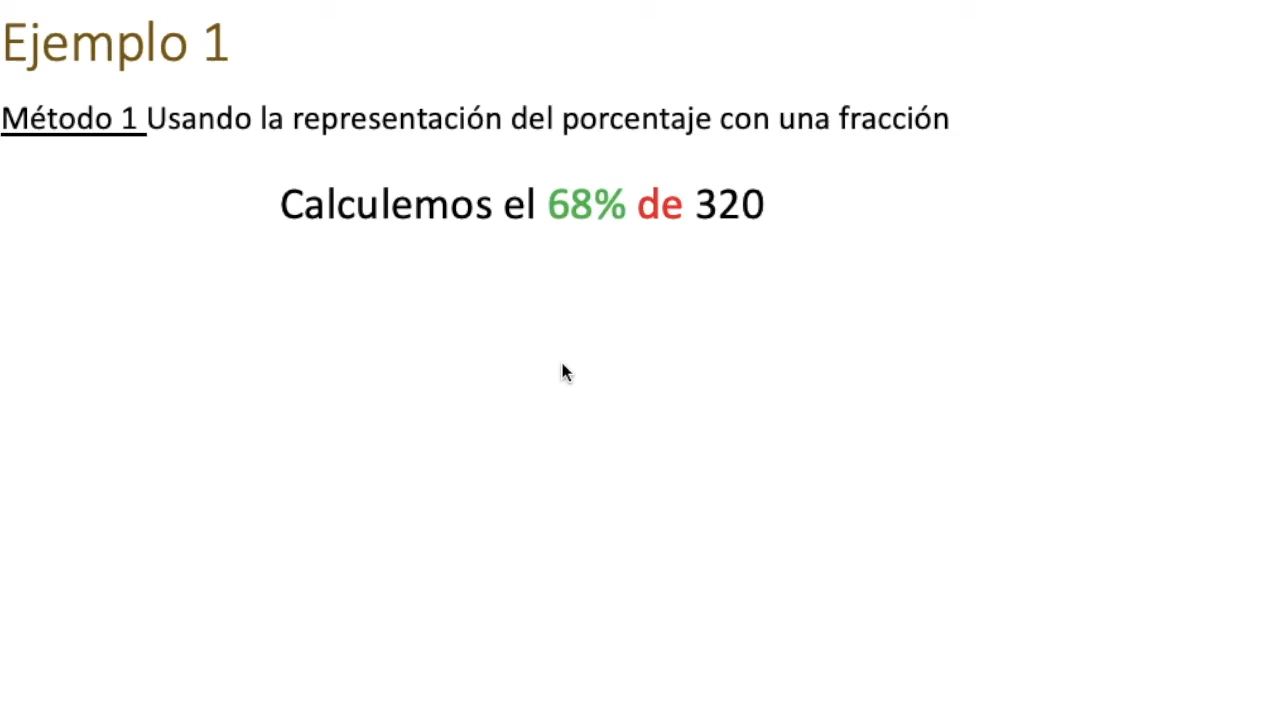 Ejemplo 1
Método 1 Usando la representación del porcentaje con una fracción
Calculemos el 68% de 320